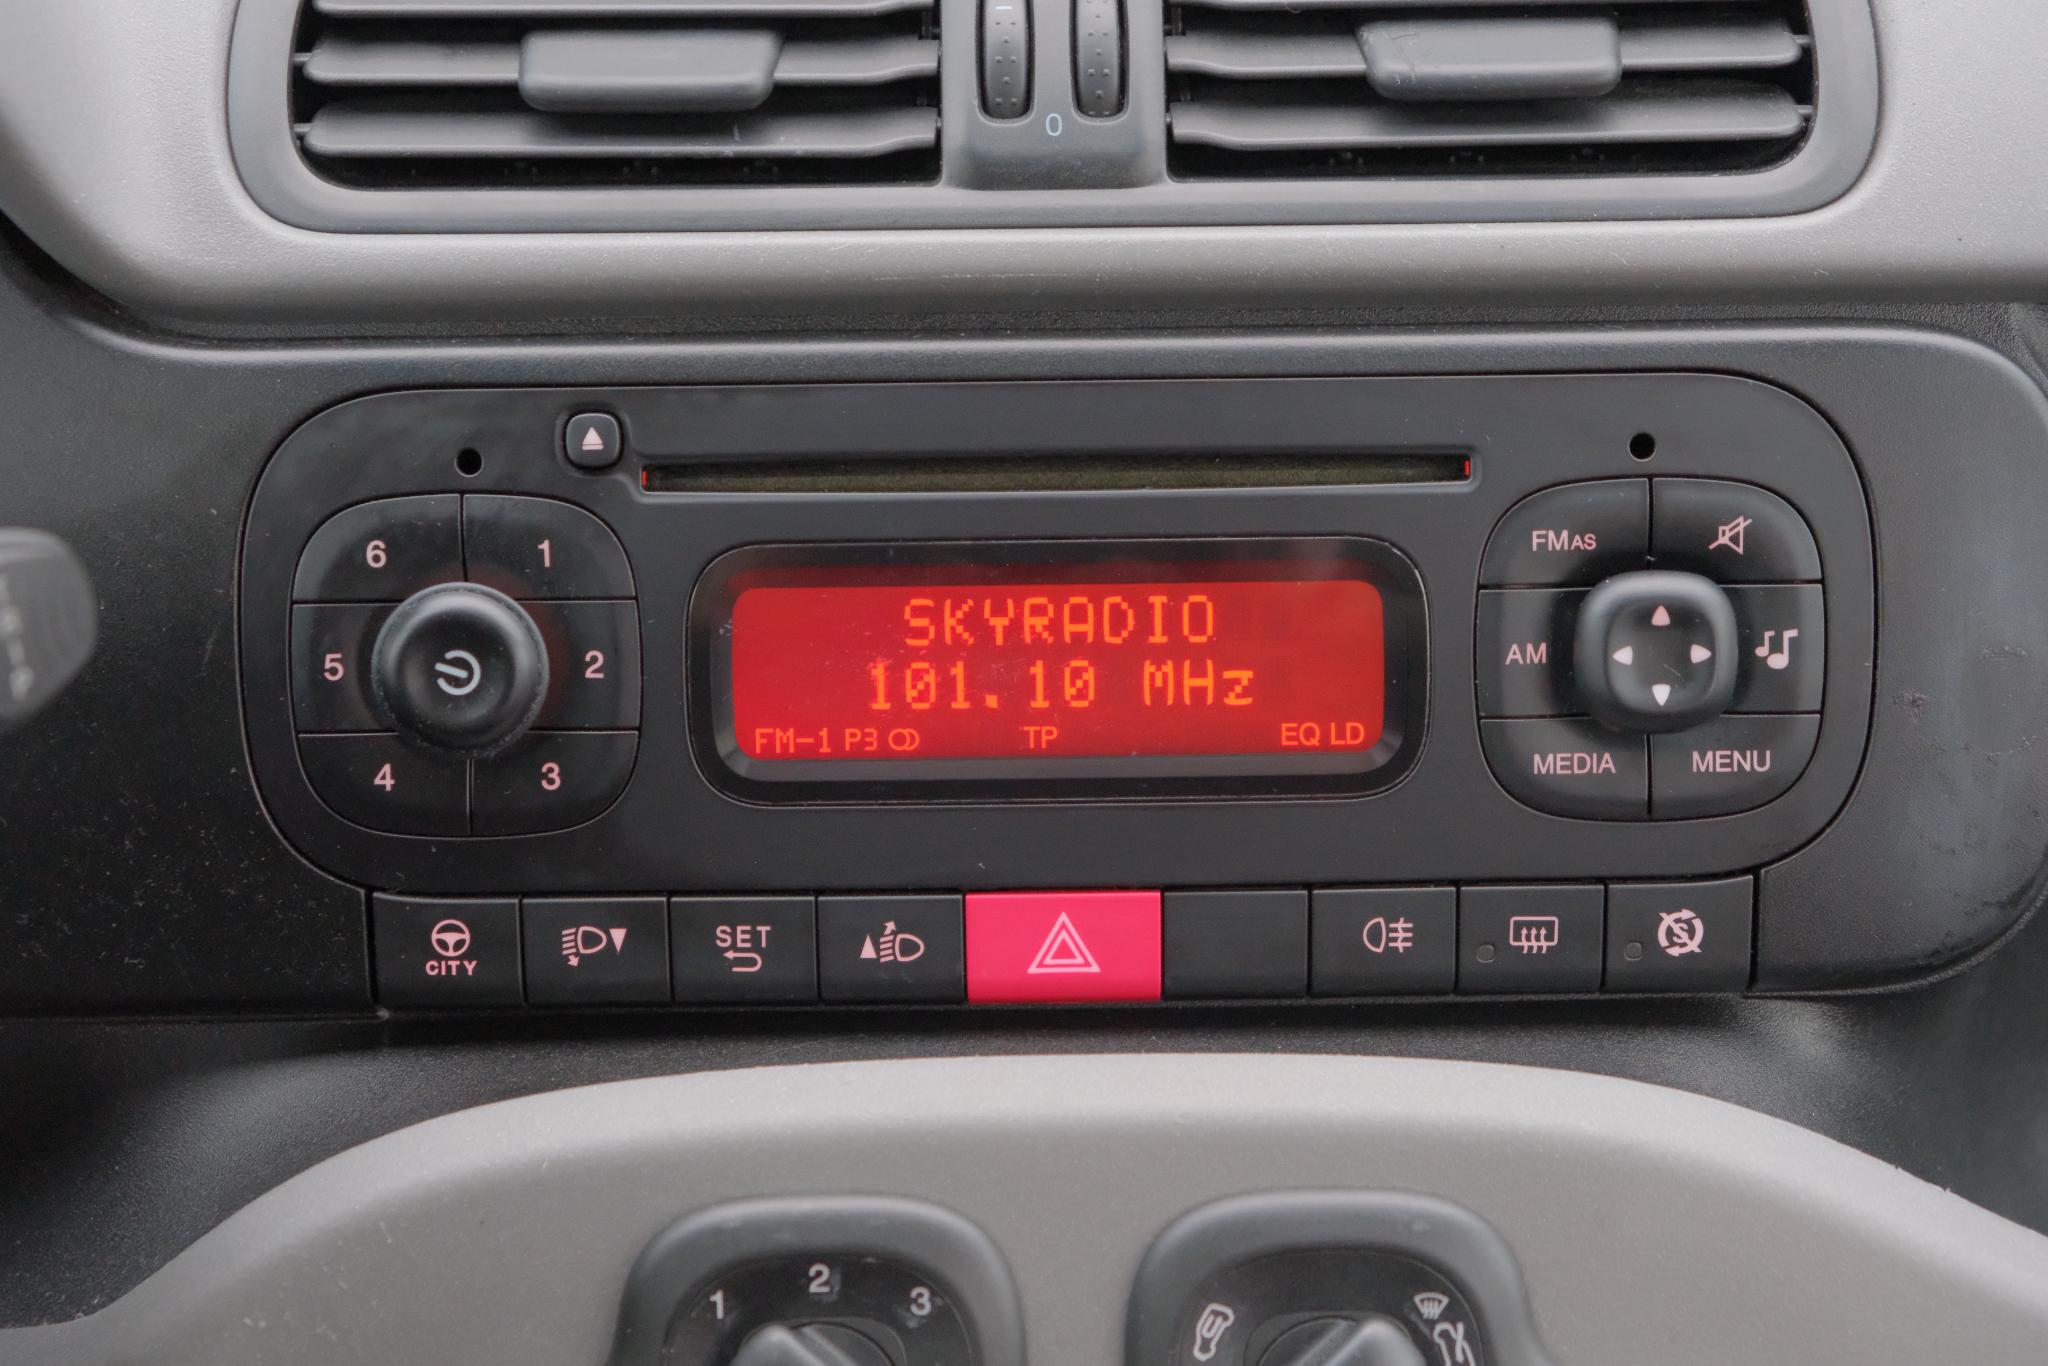 0
6 1
5 2
4 3
SKYRADIO
101.10 MHz
FM-1 P3 TP EQ LD
FMAS
AM
MEDIA MENU
CITY
SET
S
1 2 3